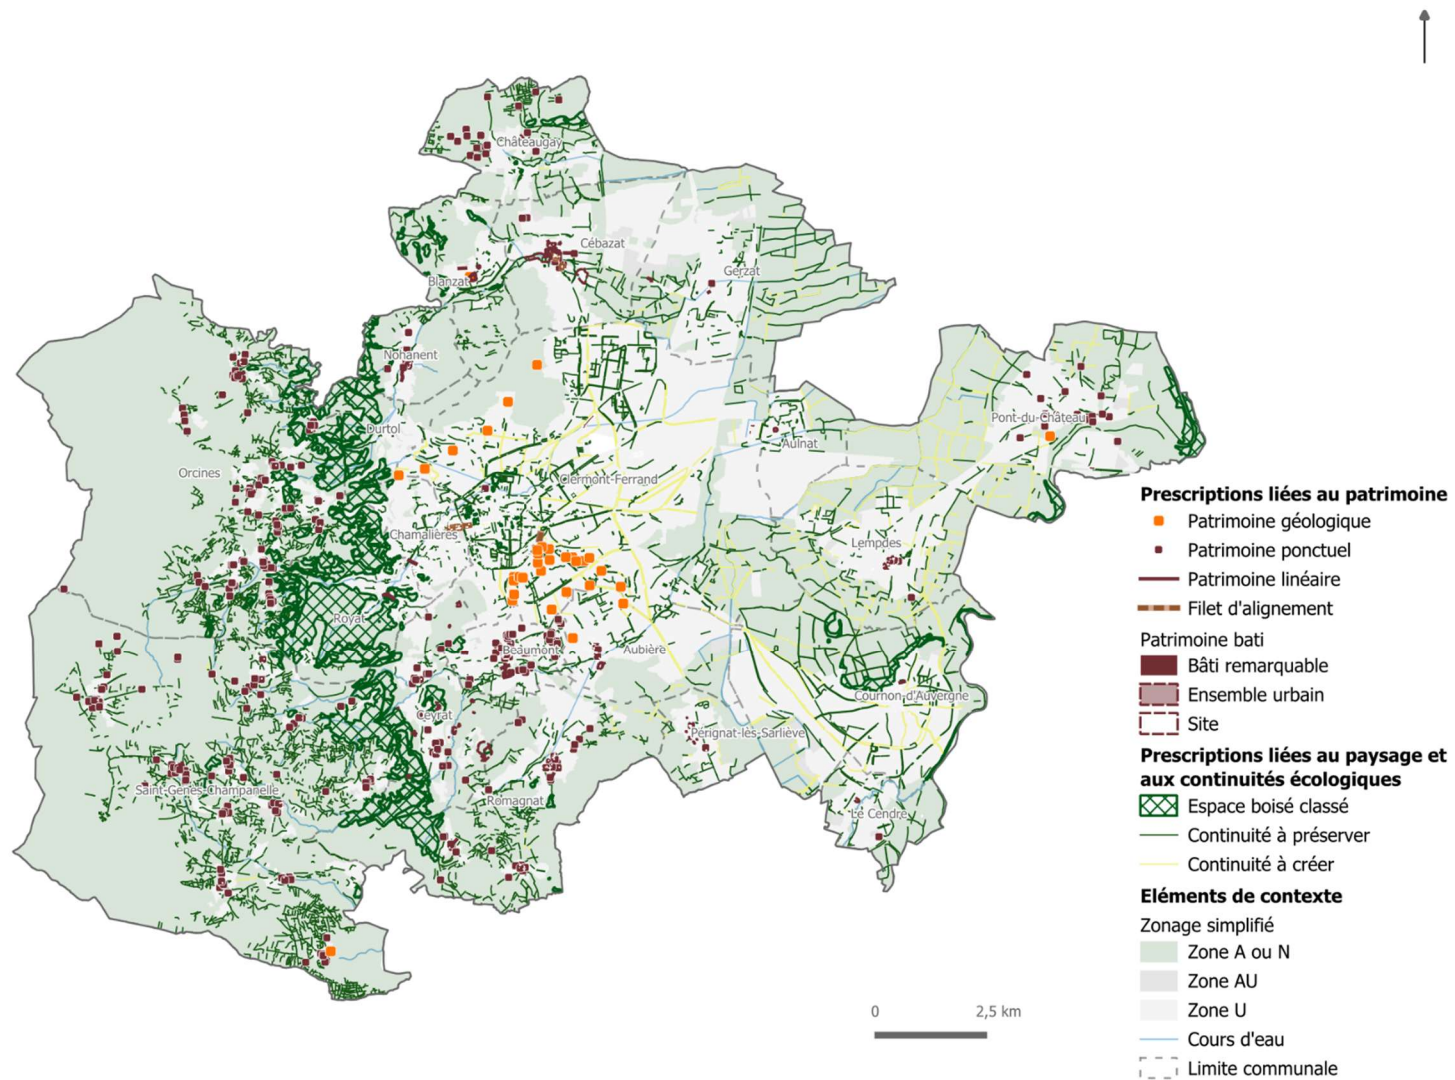 Châteaugay
Cébazat
Gerzat
Blanzat
Nohanent
Durtol
Pont-du-Château
Aulnat
Orcines
Clermont-Ferrand
Chamalières
Lempdes
Royat
Beaumont
Aubière
Cournon-d'Auvergne
Ceyrat
Pérignat-lès-Sarliève
Saint-Genès-Champanelle
Romagnat
Le Cendre
0 2,5 km
Prescriptions liées au patrimoine
Patrimoine géologique
Patrimoine ponctuel
Patrimoine linéaire
Filet d'alignement
Patrimoine bati
Bâti remarquable
Ensemble urbain
Site
Prescriptions liées au paysage et
aux continuités écologiques
Espace boisé classé
Continuité à préserver
Continuité à créer
Eléments de contexte
Zonage simplifié
Zone A ou N
Zone AU
Zone U
Cours d'eau
Limite communale